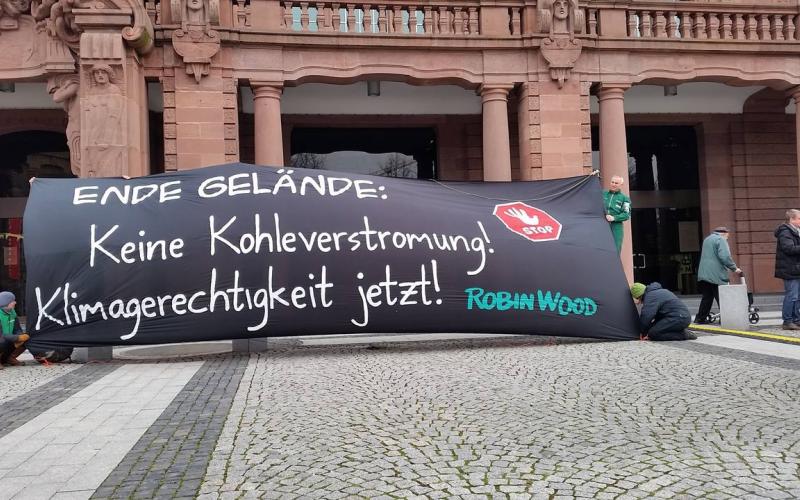 ENDE GELÄNDE:
Keine Kohleverstromung!
STOP
Klimagerechtigkeit jetzt!
ROBIN WOOD